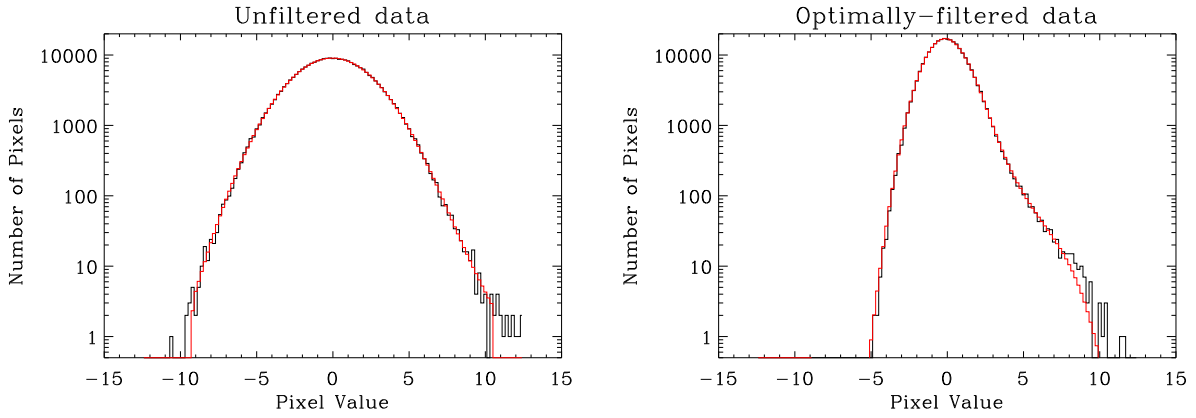 Unfiltered data
Number of Pixels
10000
1000
100
10
1
−15 −10 −5 0 5 10 15
Pixel Value
Optimally−filtered data
Number of Pixels
10000
1000
100
10
1
−15 −10 −5 0 5 10 15
Pixel Value